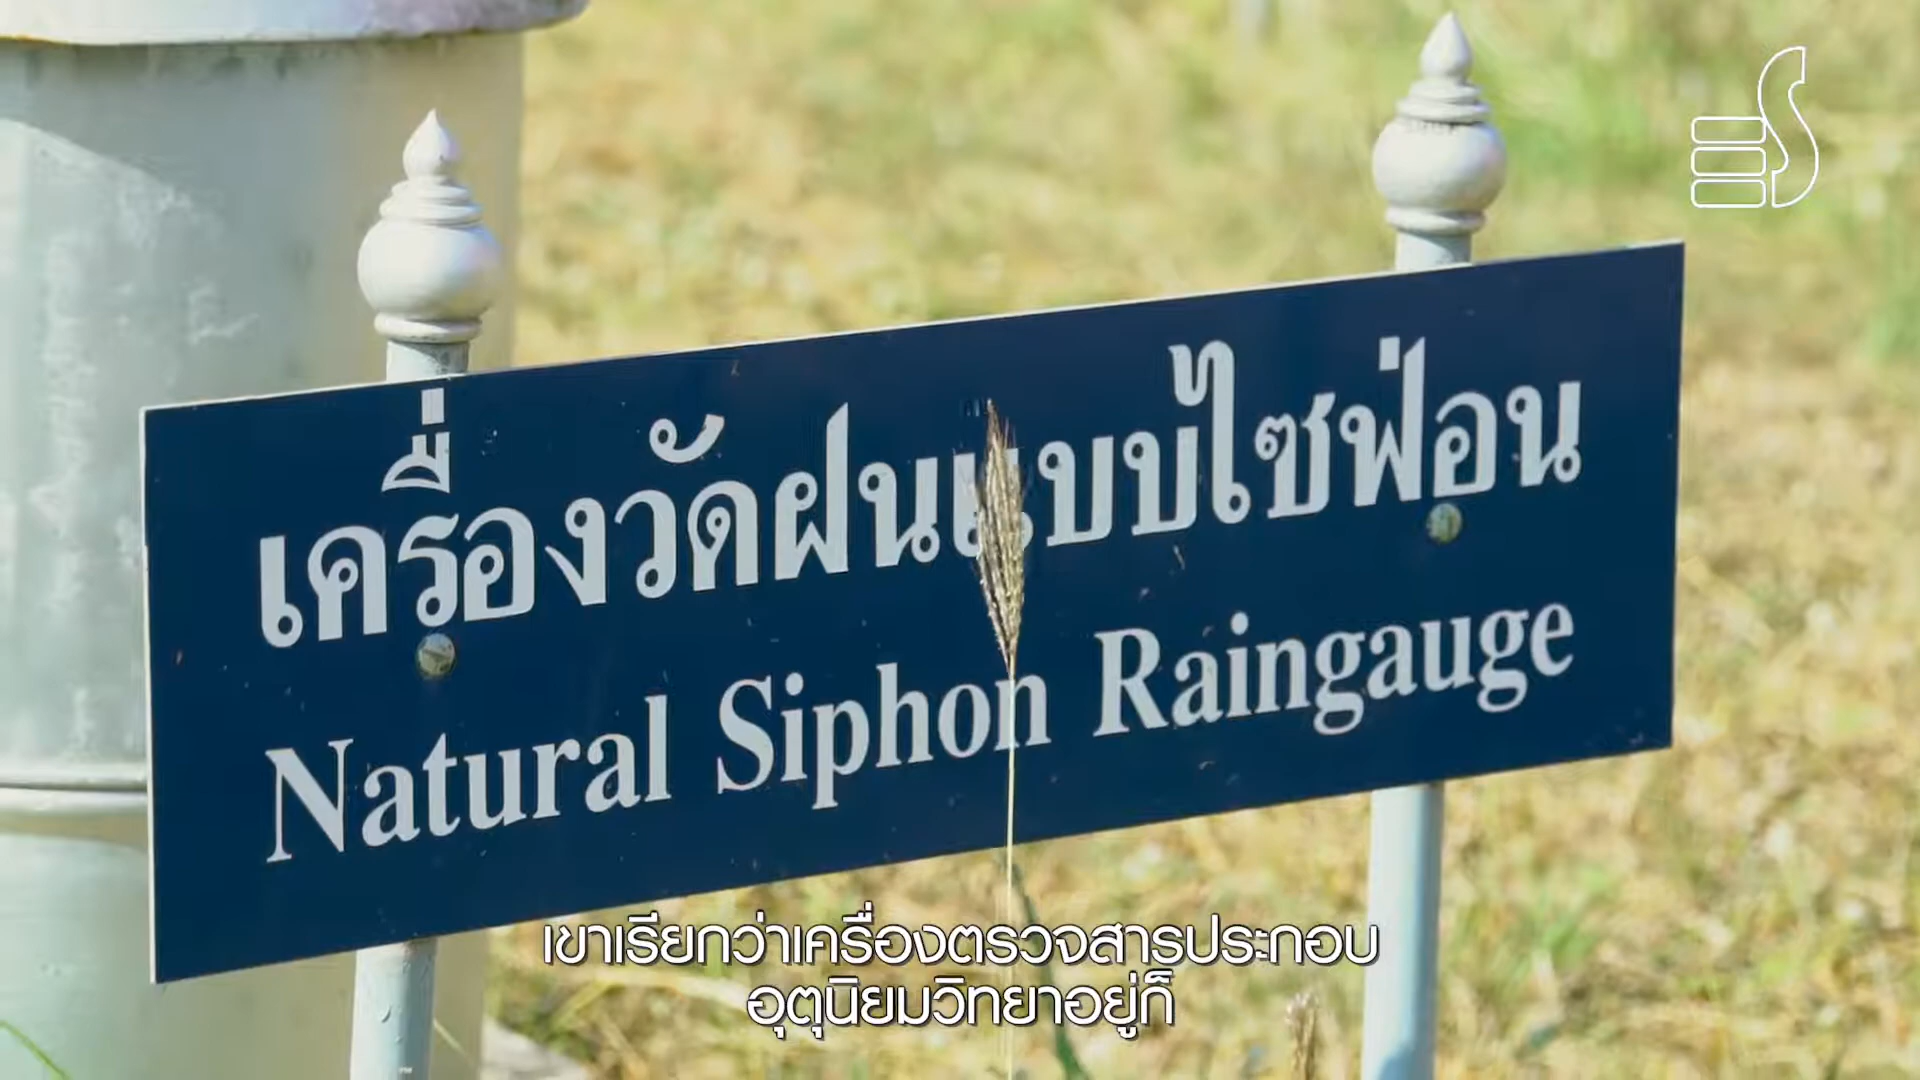 เครื่องวัดฝนแบบไซฟ่อน
Natural Siphon Raingauge
เขาเรียกว่าเครื่องตรวจสารประกอบ
อุตุนิยมวิทยาอยู่ก็